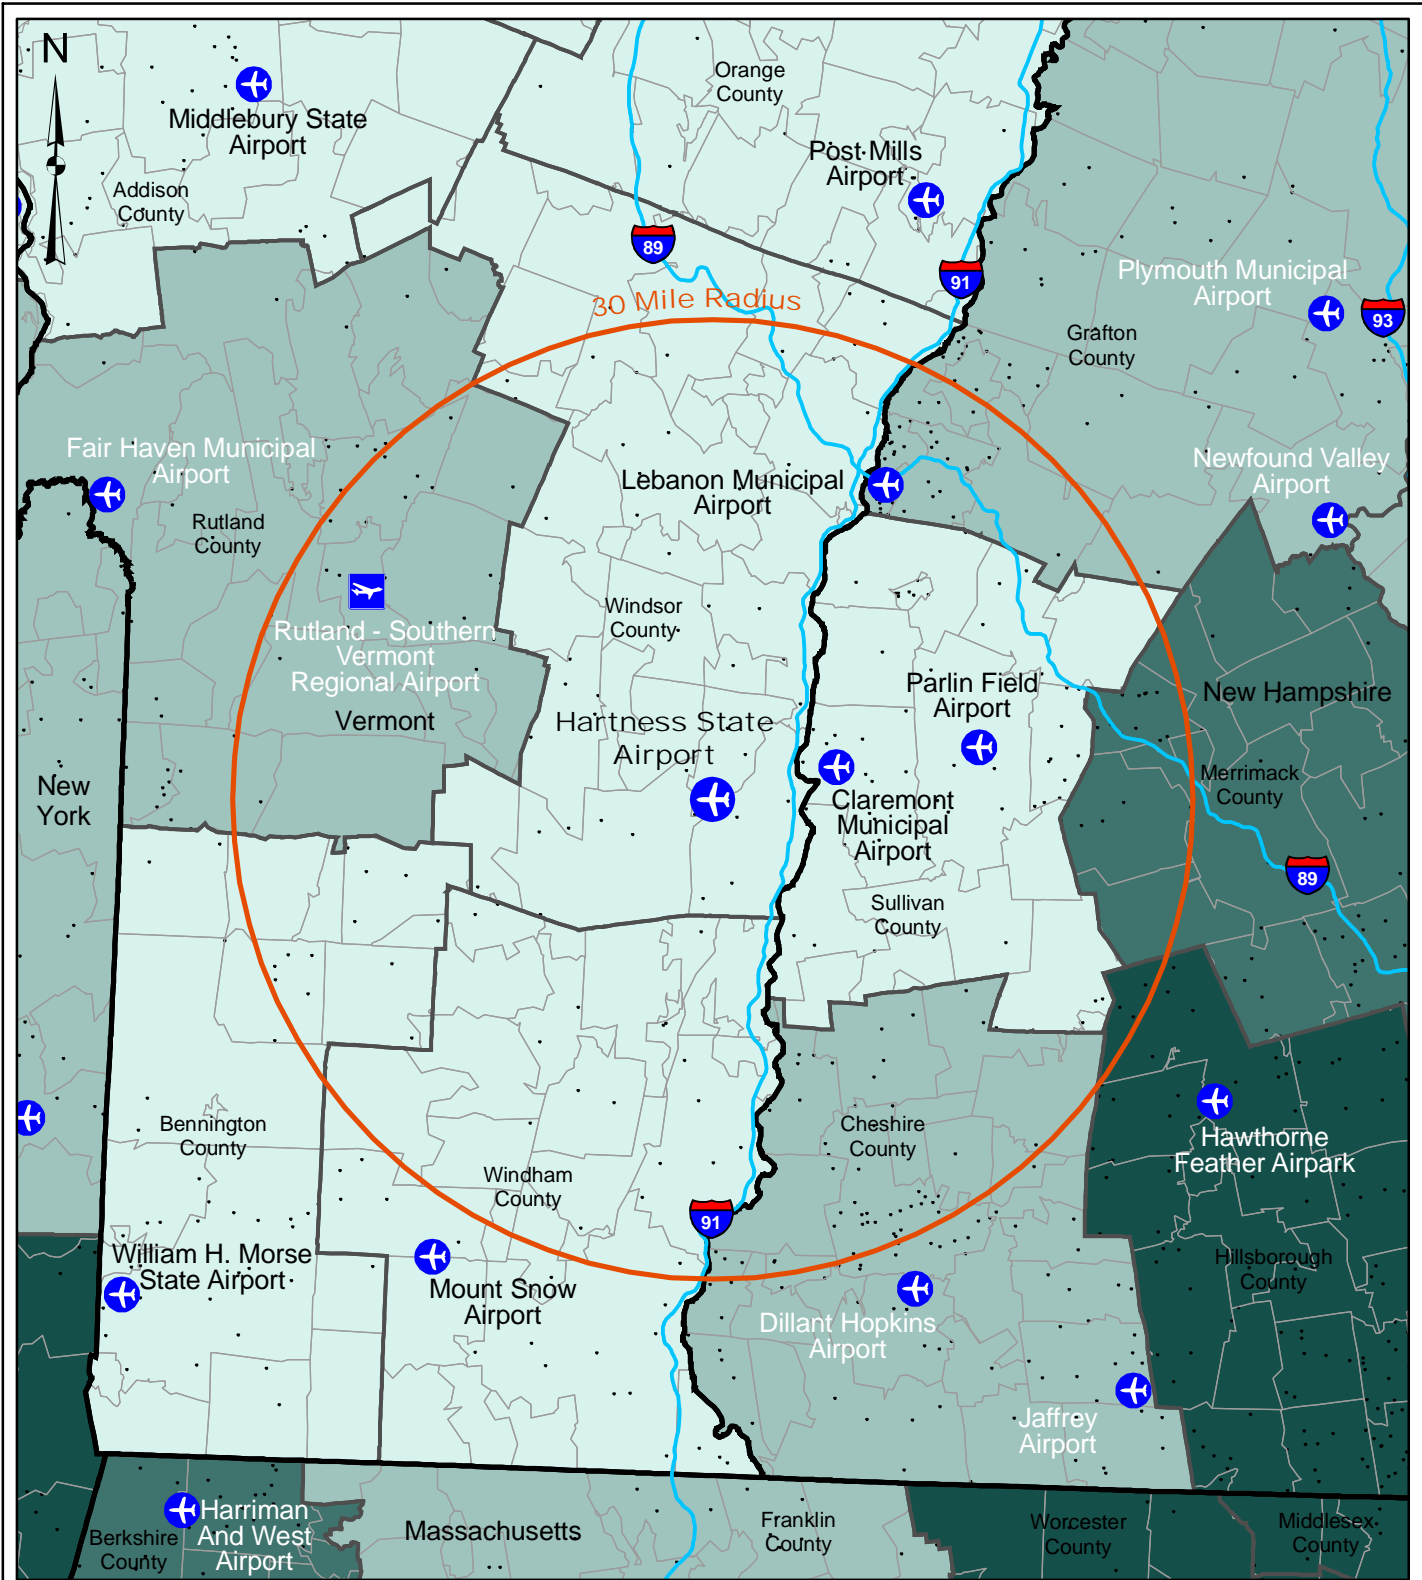 N
Orange
County
Middlebury State
Airport
Post Mills
Airport
Addison
County
89
91
Plymouth Municipal
Airport
30 Mile Radius
93
Grafton
County
Fair Haven Municipal
Airport
Lebanon Municipal
Airport
Newfound Valley
Airport
Rutland
County
Windsor
County
Rutland - Southern
Vermont
Regional Airport
Vermont
Parlin Field
Airport
New Hampshire
Hartness State
Airport
New
York
Merrimack
County
Claremont
Municipal
Airport
89
Sullivan
County
Bennington
County
Cheshire
County
Hawthorne
Feather Airpark
Windham
County
91
William H. Morse
State Airport
Hillsborough
County
Mount Snow
Airport
Dillant Hopkins
Airport
Jaffrey
Airport
Harriman
And West
Airport
Berkshire
County
Massachusetts
Franklin
County
Worcester
County
Middlesex
County